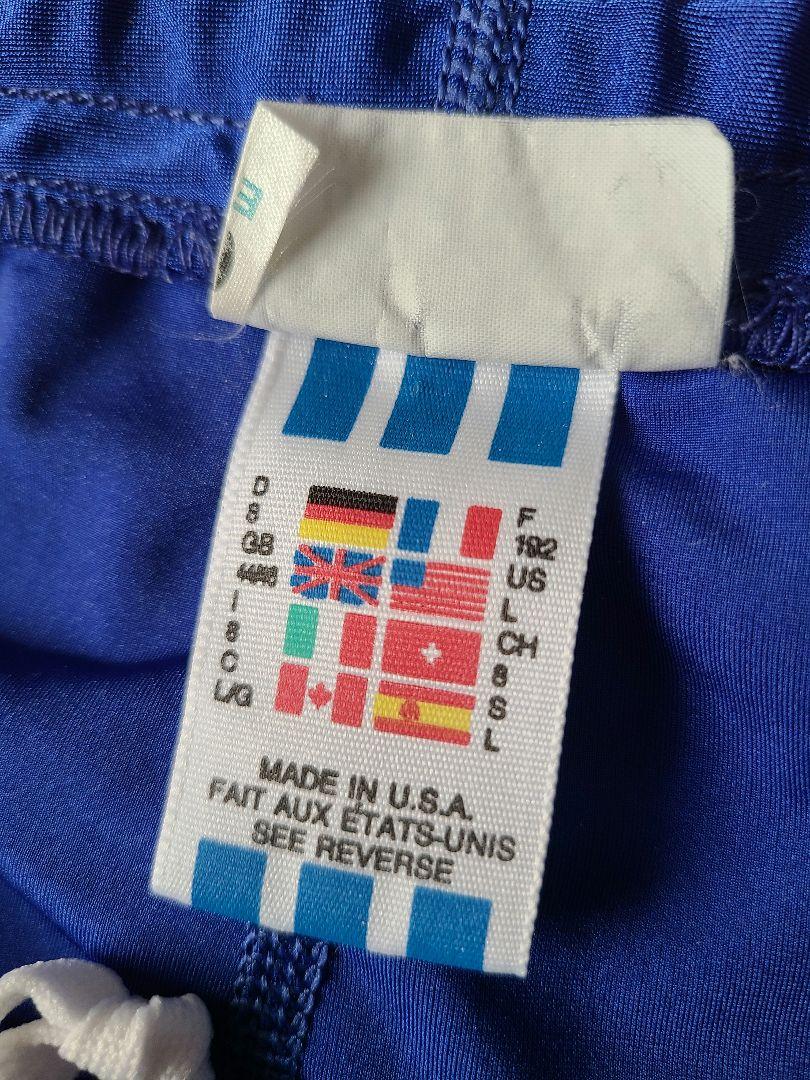 D
8
GB
I
8
C
L/G
F
192
US
L
CH
8
S
L
MADE IN U.S.A.
FAIT AUX ÉTATS-UNIS
SEE REVERSE